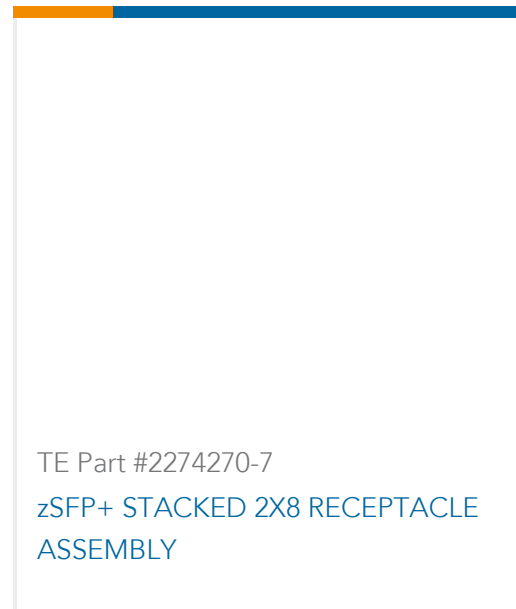 TE Part #2274270-7
zSFP+ STACKED 2X8 RECEPTACLE
ASSEMBLY